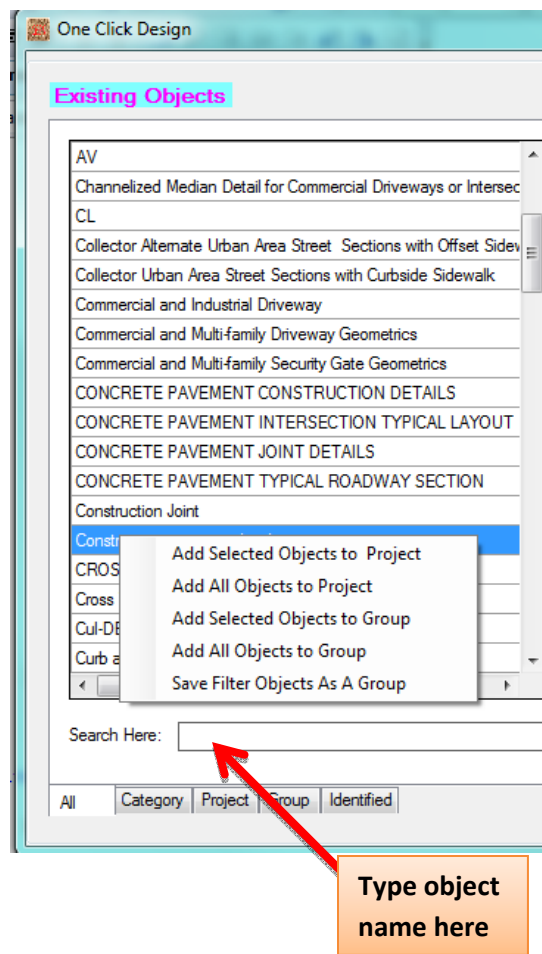 One Click Design
Existing Objects
AV
Channelized Median Detail for Commercial Driveways or Intersec
CL
Collector Alternate Urban Area Street Sections with Offset Sidew
Collector Urban Area Street Sections with Curbside Sidewalk
Commercial and Industrial Driveway
Commercial and Multi-family Driveway Geometrics
Commercial and Multi-family Security Gate Geometrics
CONCRETE PAVEMENT CONSTRUCTION DETAILS
CONCRETE PAVEMENT INTERSECTION TYPICAL LAYOUT
CONCRETE PAVEMENT JOINT DETAILS
CONCRETE PAVEMENT TYPICAL ROADWAY SECTION
Construction Joint
Constr
Add Selected Objects to Project
CROS
Add All Objects to Project
Cross
Add Selected Objects to Group
Cul-DE
Add All Objects to Group
Curb a
Save Filter Objects As A Group
Search Here:
All Category Project Group Identified
Type object
name here